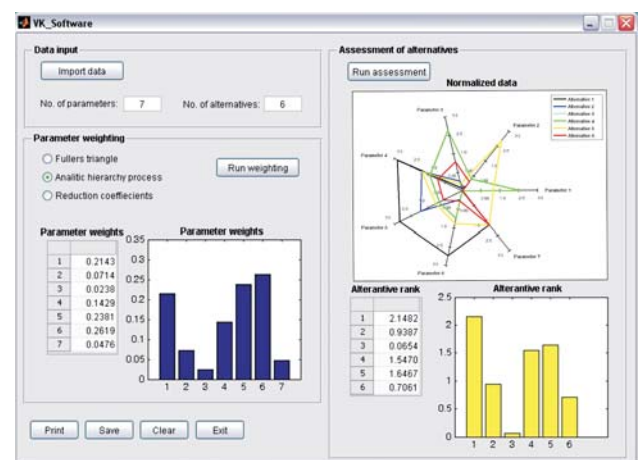 VK_Software
Data input
Import data
No. of parameters: 7 No. of alternatives: 6
Parameter weighting
Fullers triangle
Analitic hierarchy process
Reduction coeffiecients
Run weighting
Parameter weights
1 0.2143
2 0.0714
3 0.0238
4 0.1429
5 0.2381
6 0.2619
7 0.0476
Parameter weights
0.35
0.3
0.25
0.2
0.15
0.1
0.05
0
1 2 3 4 5 6 7
Print Save Clear Exit
Assessment of alternatives
Run assessment
Normalized data
Parameter 3
Parameter 2
Parameter 4
Parameter 1
Parameter 5
Parameter 6
Parameter 7
Alternative 1
Alternative 2
Alternative 3
Alternative 4
Alternative 5
Alternative 6
Alterantive rank
1 2.1482
2 0.9387
3 0.0654
4 1.5470
5 1.6467
6 0.7061
Alterantive rank
2.5
2
1.5
1
0.5
0
1 2 3 4 5 6